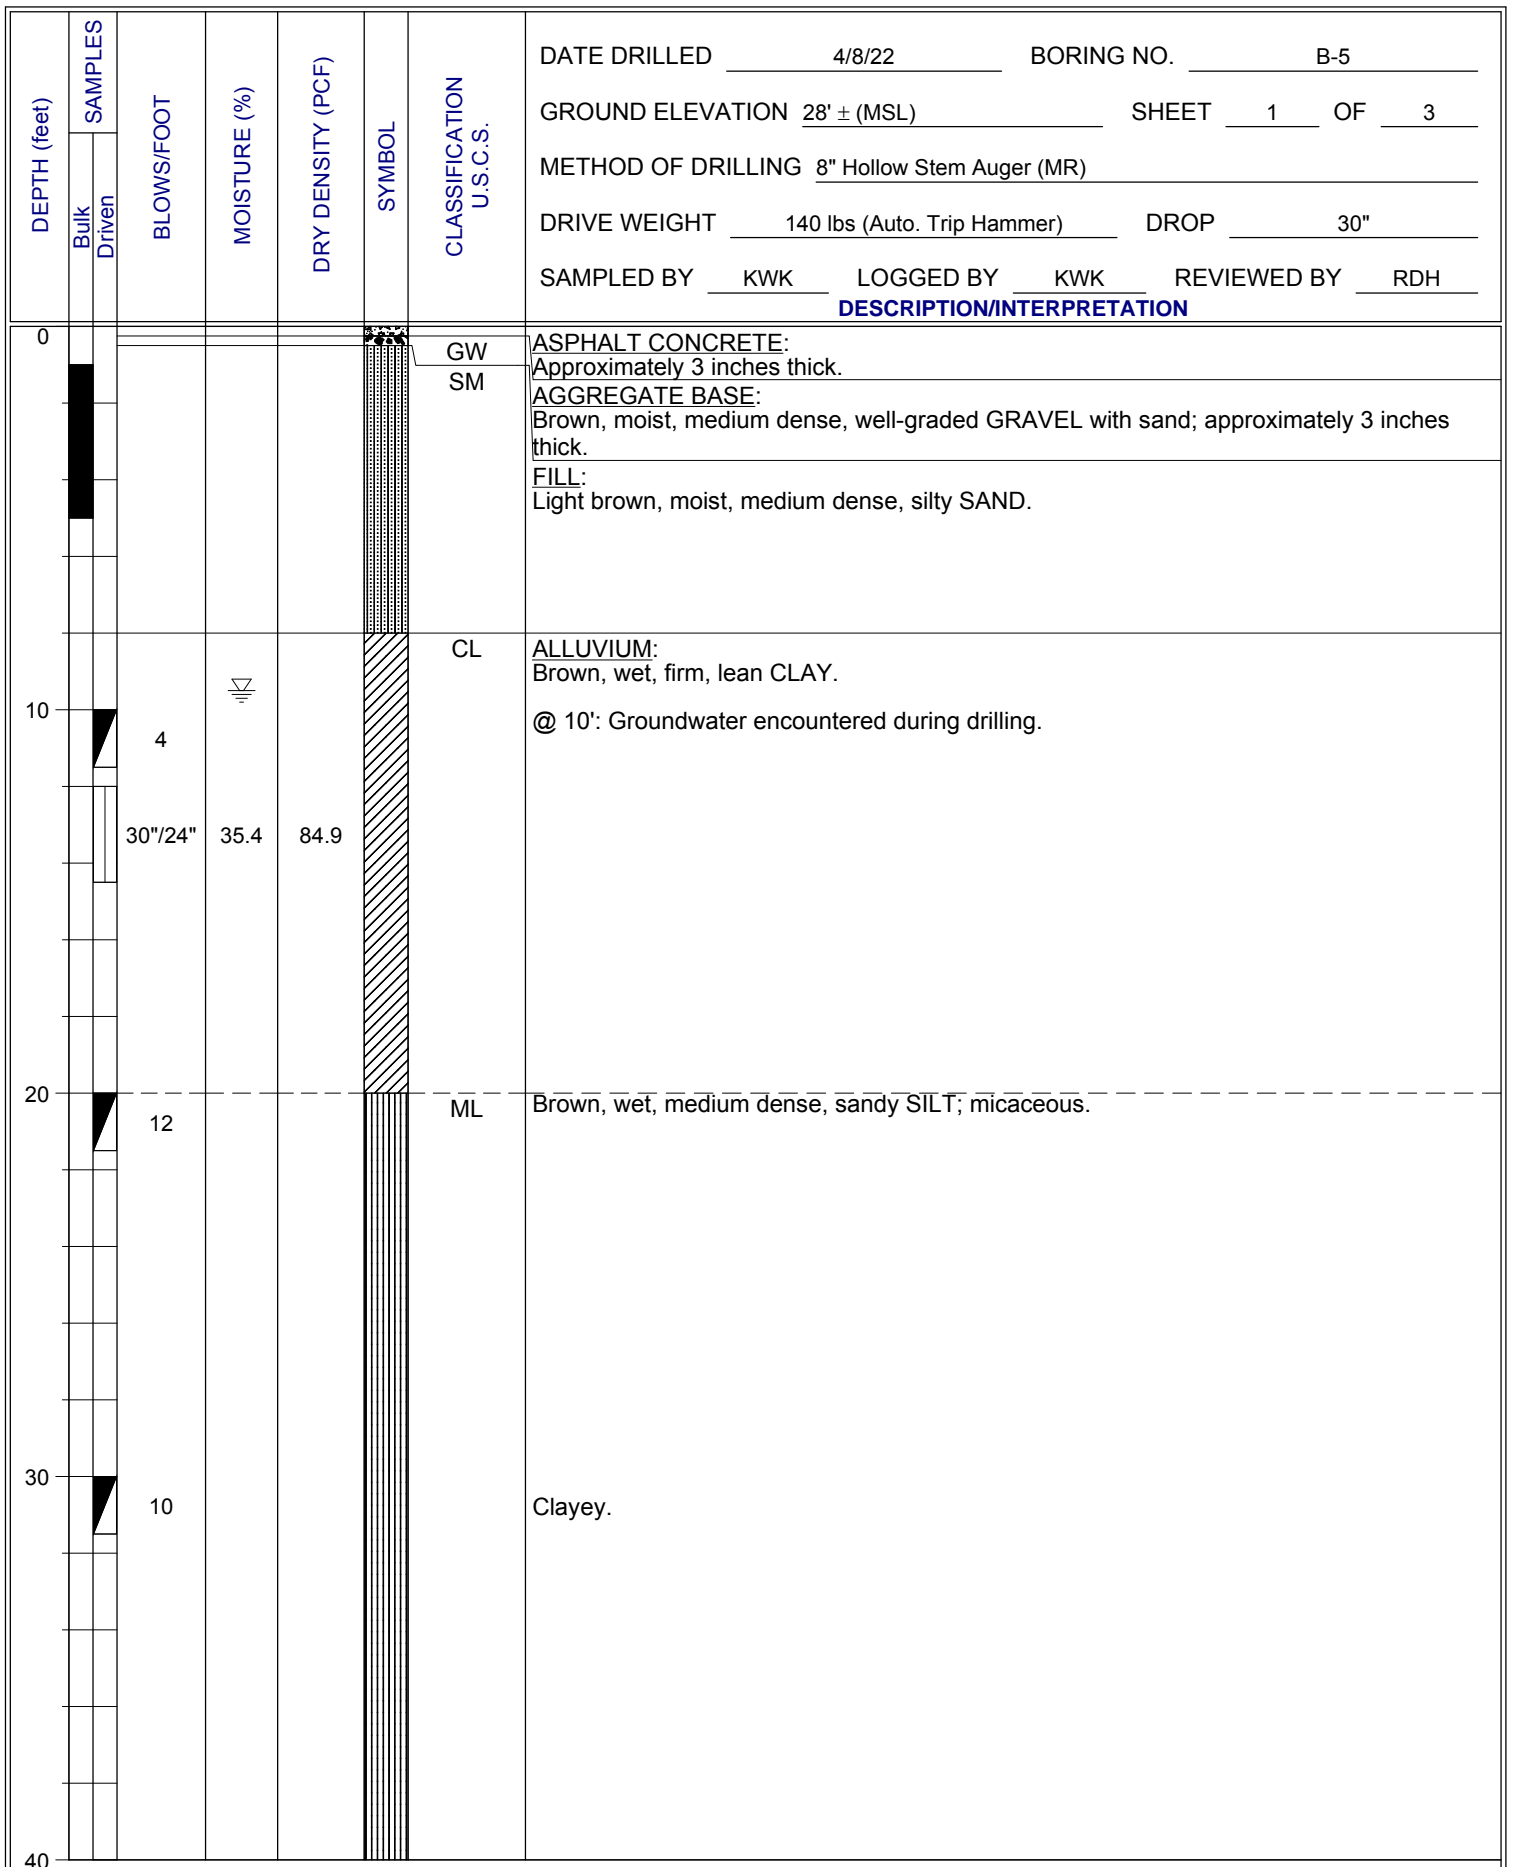 DEPTH (feet)
SAMPLES
Bulk
Driven
BLOWS/FOOT
MOISTURE (%)
DRY DENSITY (PCF)
SYMBOL
CLASSIFICATION
U.S.C.S.
DATE DRILLED 4/8/22 BORING NO. B-5
GROUND ELEVATION 28' ± (MSL) SHEET 1 OF 3
METHOD OF DRILLING 8" Hollow Stem Auger (MR)
DRIVE WEIGHT 140 lbs (Auto. Trip Hammer) DROP 30"
SAMPLED BY KWK LOGGED BY KWK REVIEWED BY RDH
DESCRIPTION/INTERPRETATION
0
GW
SM
ASPHALT CONCRETE:
Approximately 3 inches thick.
AGGREGATE BASE:
Brown, moist, medium dense, well-graded GRAVEL with sand; approximately 3 inches
thick.
FILL:
Light brown, moist, medium dense, silty SAND.
CL
ALLUVIUM:
Brown, wet, firm, lean CLAY.
10
4
@ 10': Groundwater encountered during drilling.
30"/24" 35.4 84.9
20
12
ML
Brown, wet, medium dense, sandy SILT; micaceous.
30
10
Clayey.
40